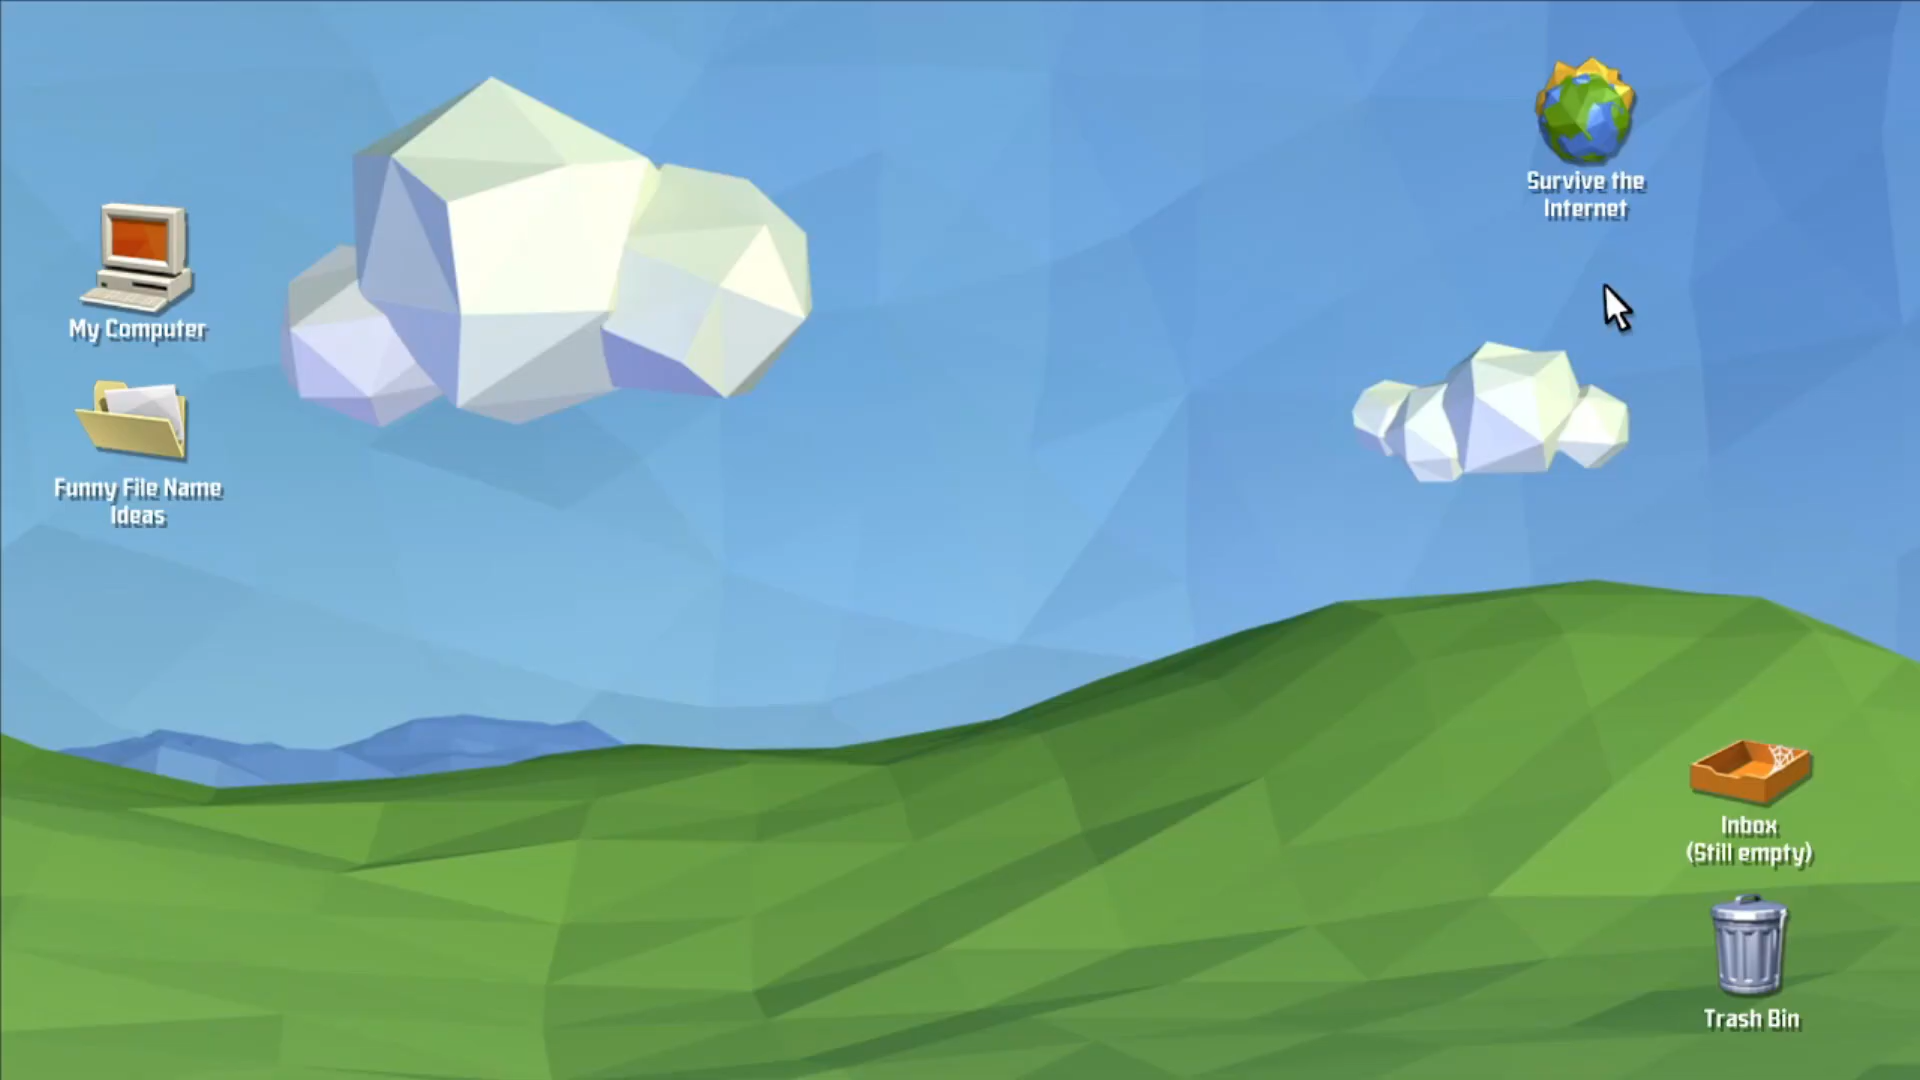 My Computer
Funny File Name
Ideas
Survive the
Internet
Inbox
(Still empty)
Trash Bin